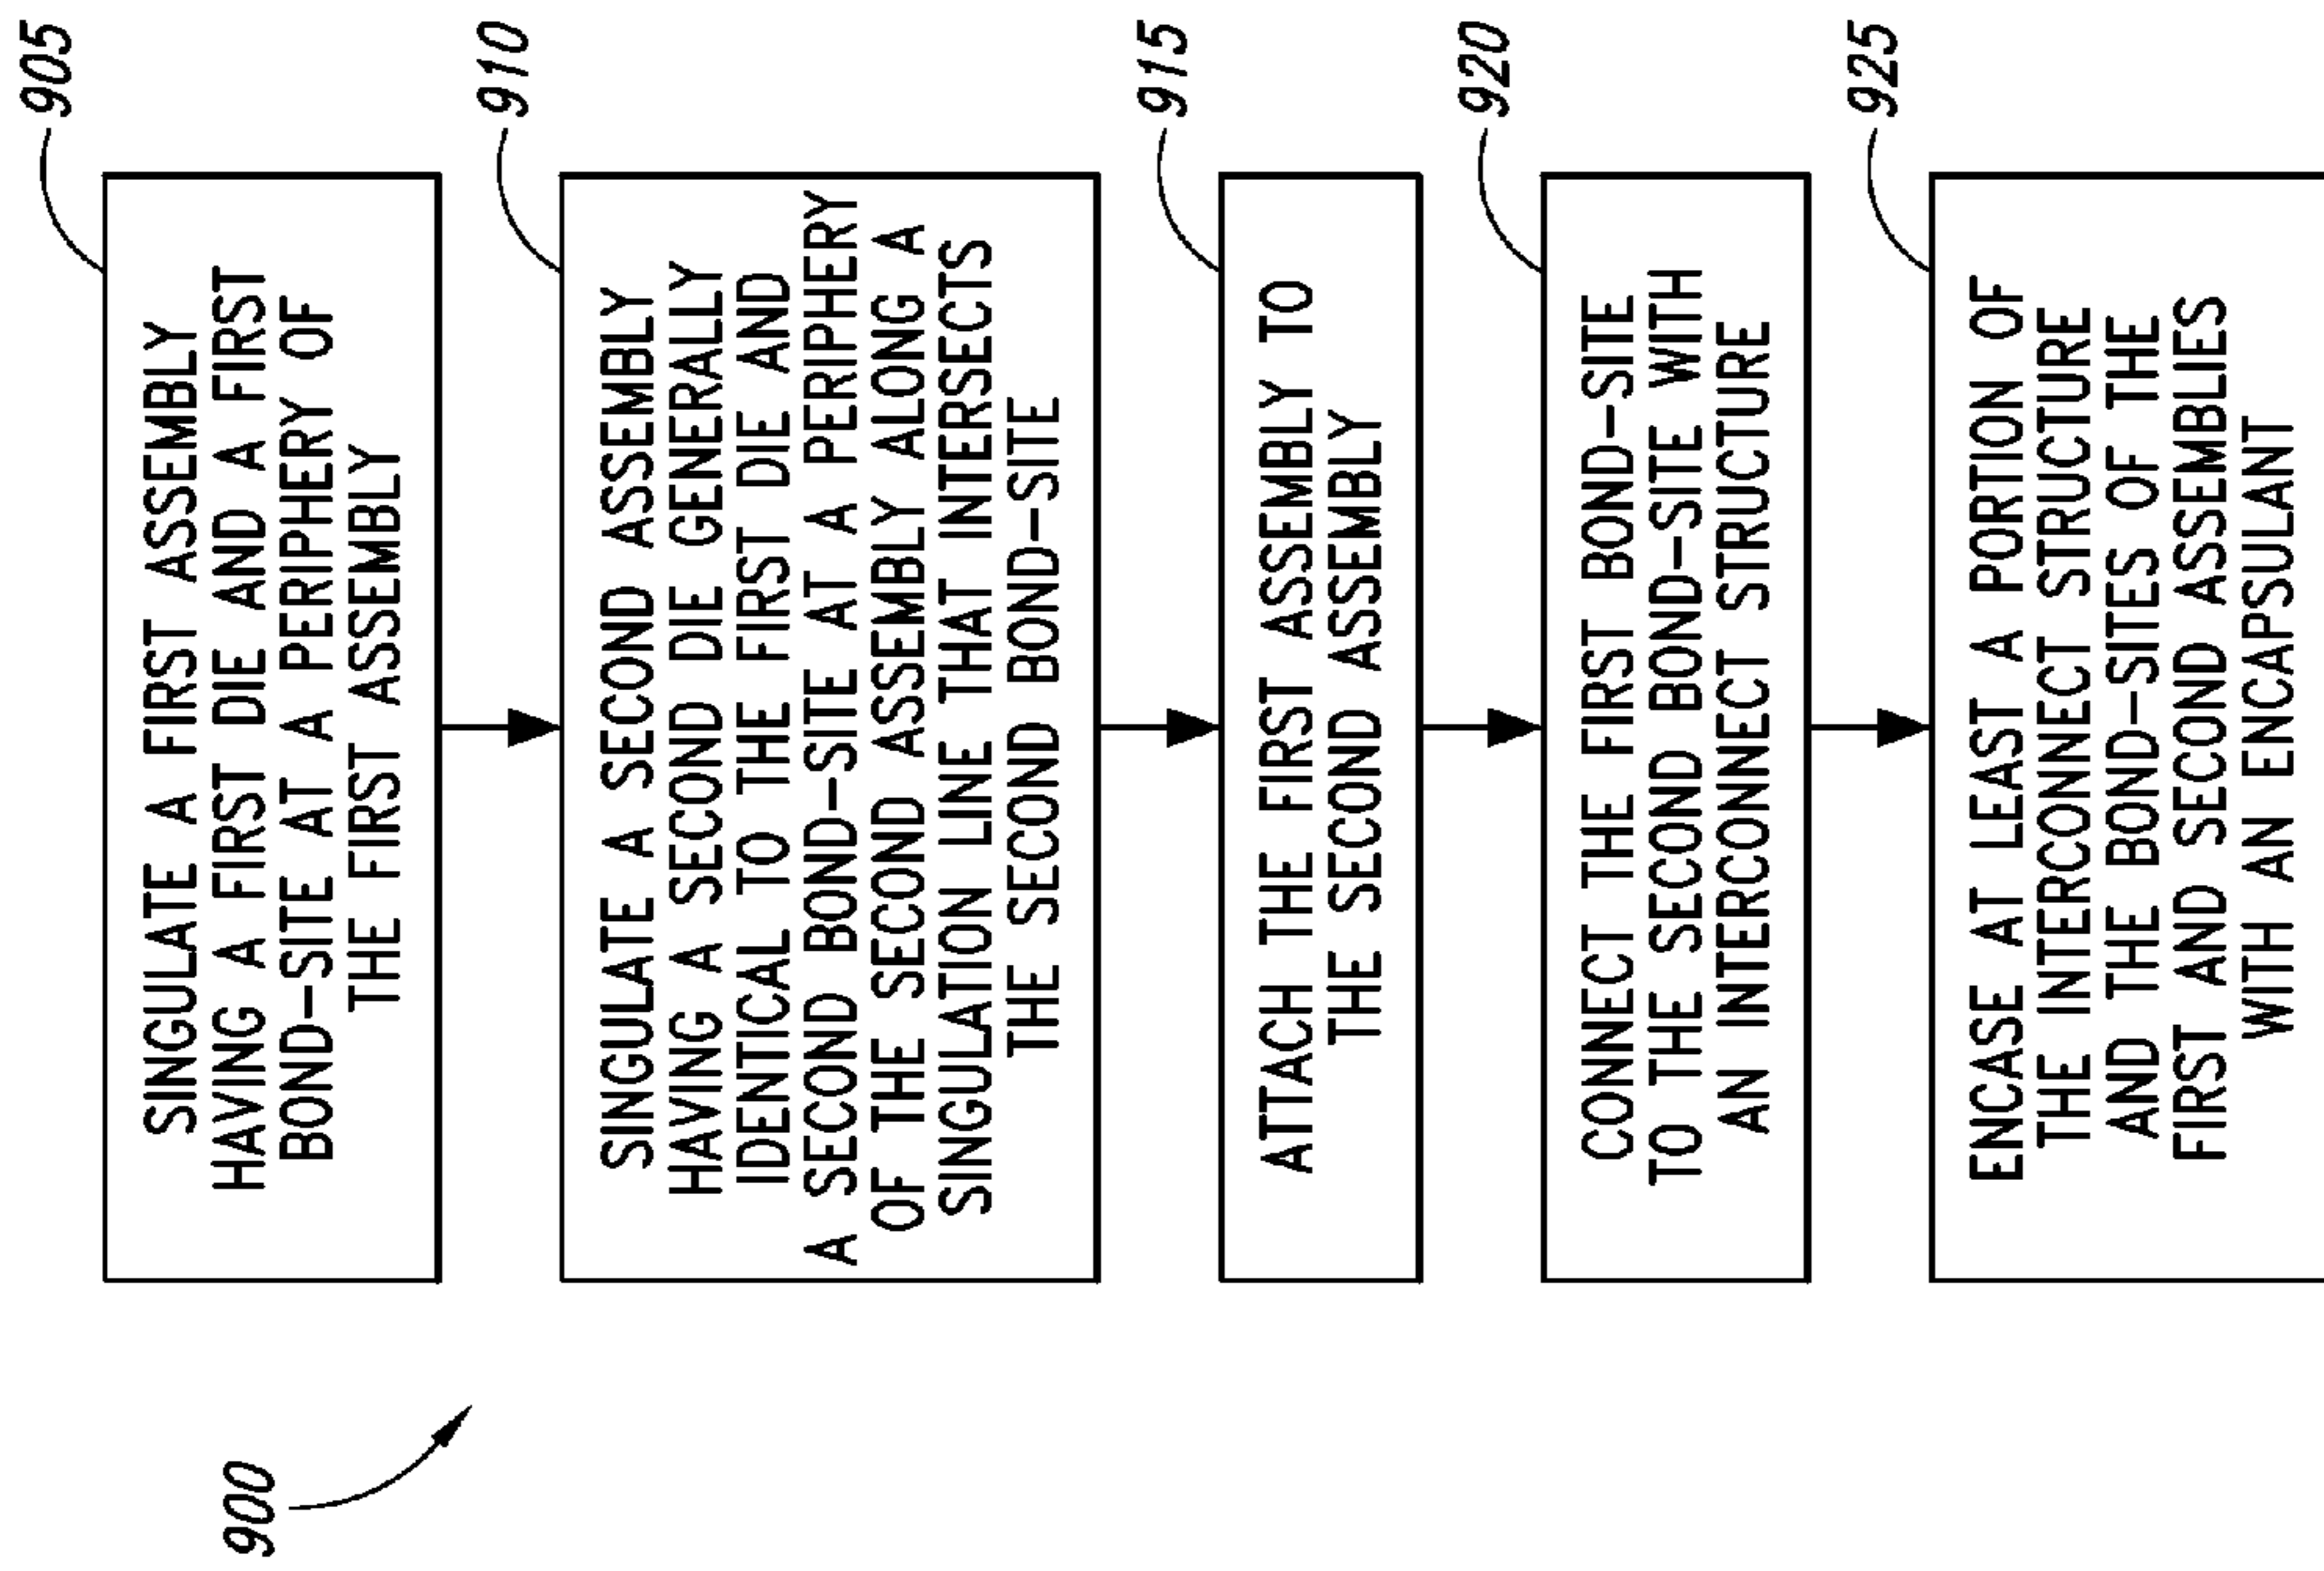 900
905
SINGULATE A FIRST ASSEMBLY
HAVING A FIRST DIE AND A FIRST
BOND-SITE AT A PERIPHERY OF
THE FIRST ASSEMBLY
910
SINGULATE A SECOND ASSEMBLY
HAVING A SECOND DIE GENERALLY
IDENTICAL TO THE FIRST DIE AND
A SECOND BOND-SITE AT A PERIPHERY
OF THE SECOND ASSEMBLY ALONG A
SINGULATION LINE THAT INTERSECTS
THE SECOND BOND-SITE
915
ATTACH THE FIRST ASSEMBLY TO
THE SECOND ASSEMBLY
920
CONNECT THE FIRST BOND-SITE
TO THE SECOND BOND-SITE WITH
AN INTERCONNECT STRUCTURE
925
ENCASE AT LEAST A PORTION OF
THE INTERCONNECT STRUCTURE
AND THE BOND-SITES OF THE
FIRST AND SECOND ASSEMBLIES
WITH AN ENCAPSULANT